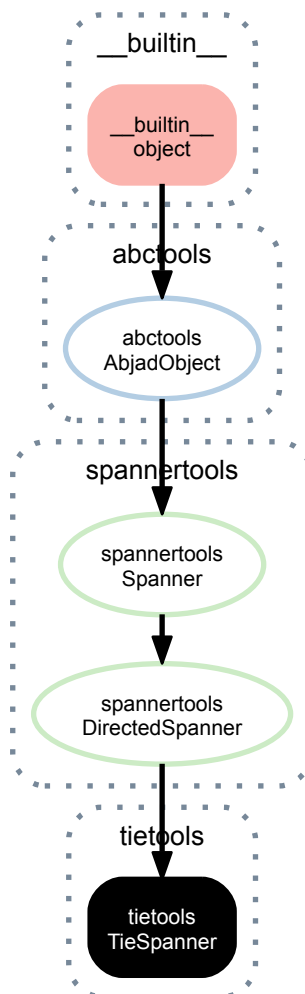 __builtin__
__builtin__
object
abctools
abctools
AbjadObject
spannertools
spannertools
Spanner
spannertools
DirectedSpanner
tietools
tietools
TieSpanner